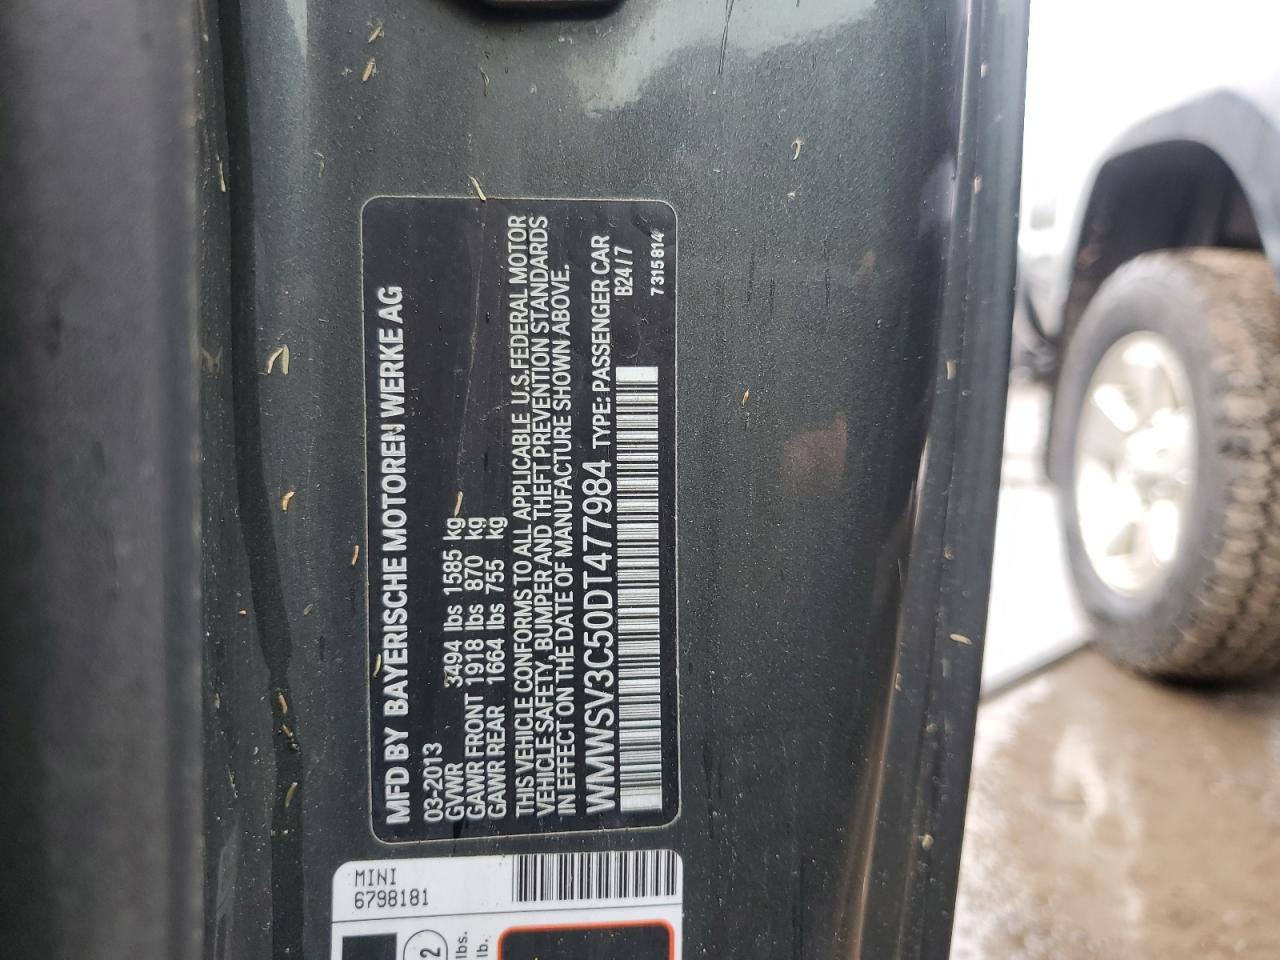 MFD BY BAYERISCHE MOTOREN WERKE AG
03-2013
GVWR 3494 lbs 1585 kg
GAWR FRONT 1918 lbs 870 kg
GAWR REAR 1664 lbs 755 kg
THIS VEHICLE CONFORMS TO ALL APPLICABLE U.S.FEDERAL MOTOR
VEHICLE SAFETY, BUMPER AND THEFT PREVENTION STANDARDS
IN EFFECT ON THE DATE OF MANUFACTURE SHOWN ABOVE.
WMWSV3C50DT477984 TYPE: PASSENGER CAR
B24/7
7315814
MINI
6798181
2
lbs.
lb.